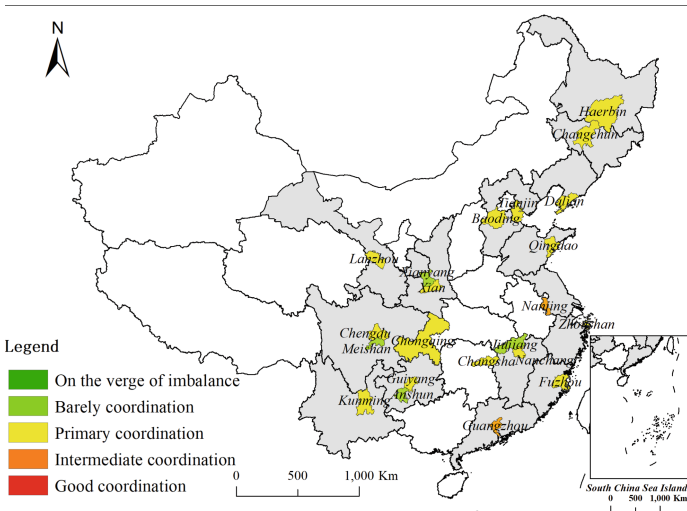 N
Haerbin
Changchun
Tianjin
Dalian
Baoding
Qingdao
Lanzhou
Xianyang
Xian
Nanjing
Zhoushan
Chengdu
Chongqing
Meishan
Jiujiang
Changsha
Nanchang
Guiyang
Fuzhou
Kunming
Anshun
Guangzhou
Legend
On the verge of imbalance
Barely coordination
Primary coordination
Intermediate coordination
Good coordination
0 500 1,000 Km
South China Sea Island
0 500 1,000 Km